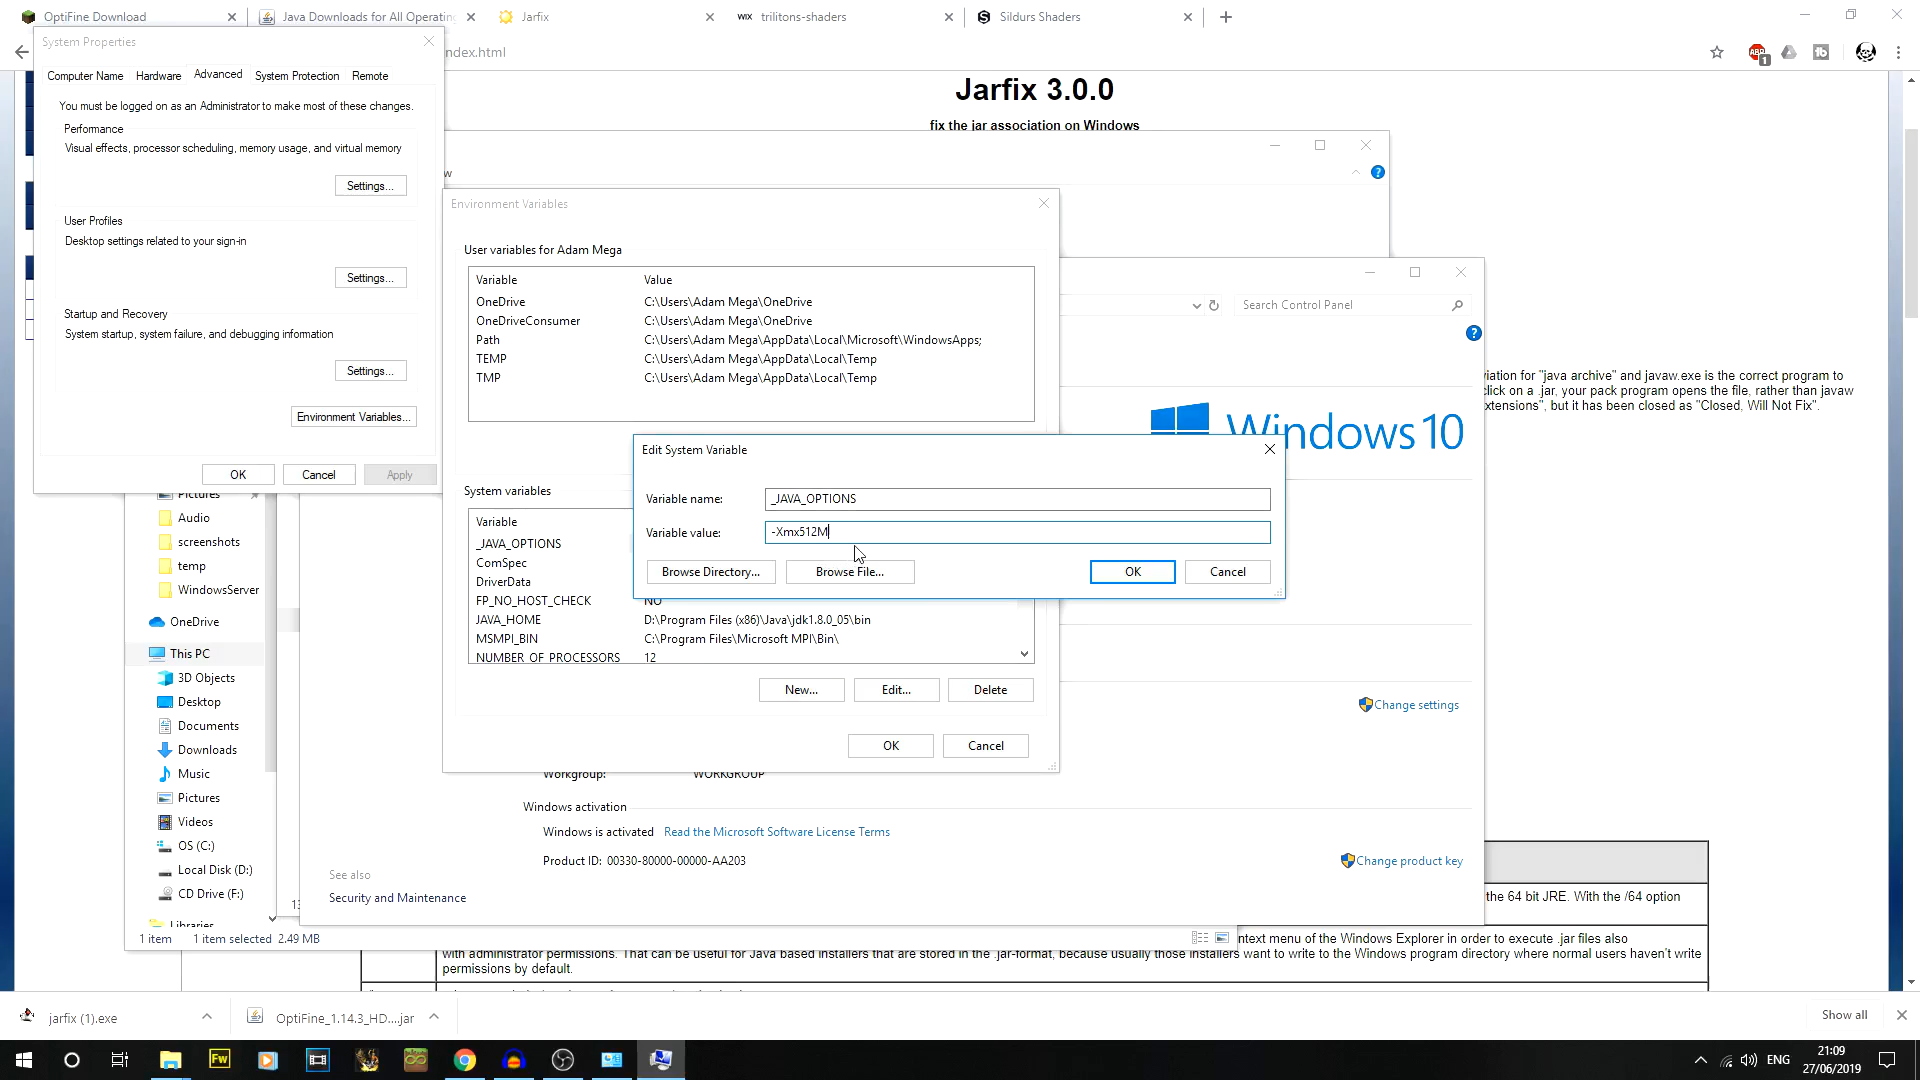 OptiFine Download
Java Downloads for All Operating
Jarfix
WIX trilitons-shaders
Sildurs Shaders
ndex.html
System Properties
Computer Name Hardware Advanced System Protection Remote
You must be logged on as an Administrator to make most of these changes.
Performance
Visual effects, processor scheduling, memory usage, and virtual memory
Settings...
User Profiles
Desktop settings related to your sign-in
Settings...
Startup and Recovery
System startup, system failure, and debugging information
Settings...
Environment Variables...
OK Cancel Apply
Jarfix 3.0.0
fix the jar association on Windows
w
Environment Variables
User variables for Adam Mega
Variable Value
OneDrive C:\Users\Adam Mega\OneDrive
OneDriveConsumer C:\Users\Adam Mega\OneDrive
Path C:\Users\Adam Mega\AppData\Local\Microsoft\WindowsApps;
TEMP C:\Users\Adam Mega\AppData\Local\Temp
TMP C:\Users\Adam Mega\AppData\Local\Temp
Search Control Panel
viation for "java archive" and javaw.exe is the correct program to
click on a .jar, your pack program opens the file, rather than javaw
xtensions", but it has been closed as "Closed, Will Not Fix".
Windows 10
Edit System Variable
Variable name: _JAVA_OPTIONS
Variable value: -Xmx512M
Browse Directory... Browse File... OK Cancel
System variables
Variable
_JAVA_OPTIONS
ComSpec
DriverData
FP_NO_HOST_CHECK NO
JAVA_HOME D:\Program Files (x86)\Java\jdk1.8.0_05\bin
MSMPI_BIN C:\Program Files\Microsoft MPI\Bin\
NUMBER_OF_PROCESSORS 12
New... Edit... Delete
OK Cancel
Pictures
Audio
screenshots
temp
WindowsServer
OneDrive
This PC
3D Objects
Desktop
Documents
Downloads
Music
Pictures
Videos
OS (C:)
Local Disk (D:)
CD Drive (F:)
Libraries
1 item 1 item selected 2.49 MB
13
Change settings
Workgroup: WORKGROUP
Windows activation
Windows is activated Read the Microsoft Software License Terms
Product ID: 00330-80000-00000-AA203
Change product key
See also
Security and Maintenance
the 64 bit JRE. With the /64 option
ntext menu of the Windows Explorer in order to execute .jar files also
with administrator permissions. That can be useful for Java based installers that are stored in the .jar-format, because usually those installers want to write to the Windows program directory where normal users haven't write
permissions by default.
jarfix (1).exe
OptiFine_1.14.3_HD....jar
Show all
Fw
ENG
21:09
27/06/2019